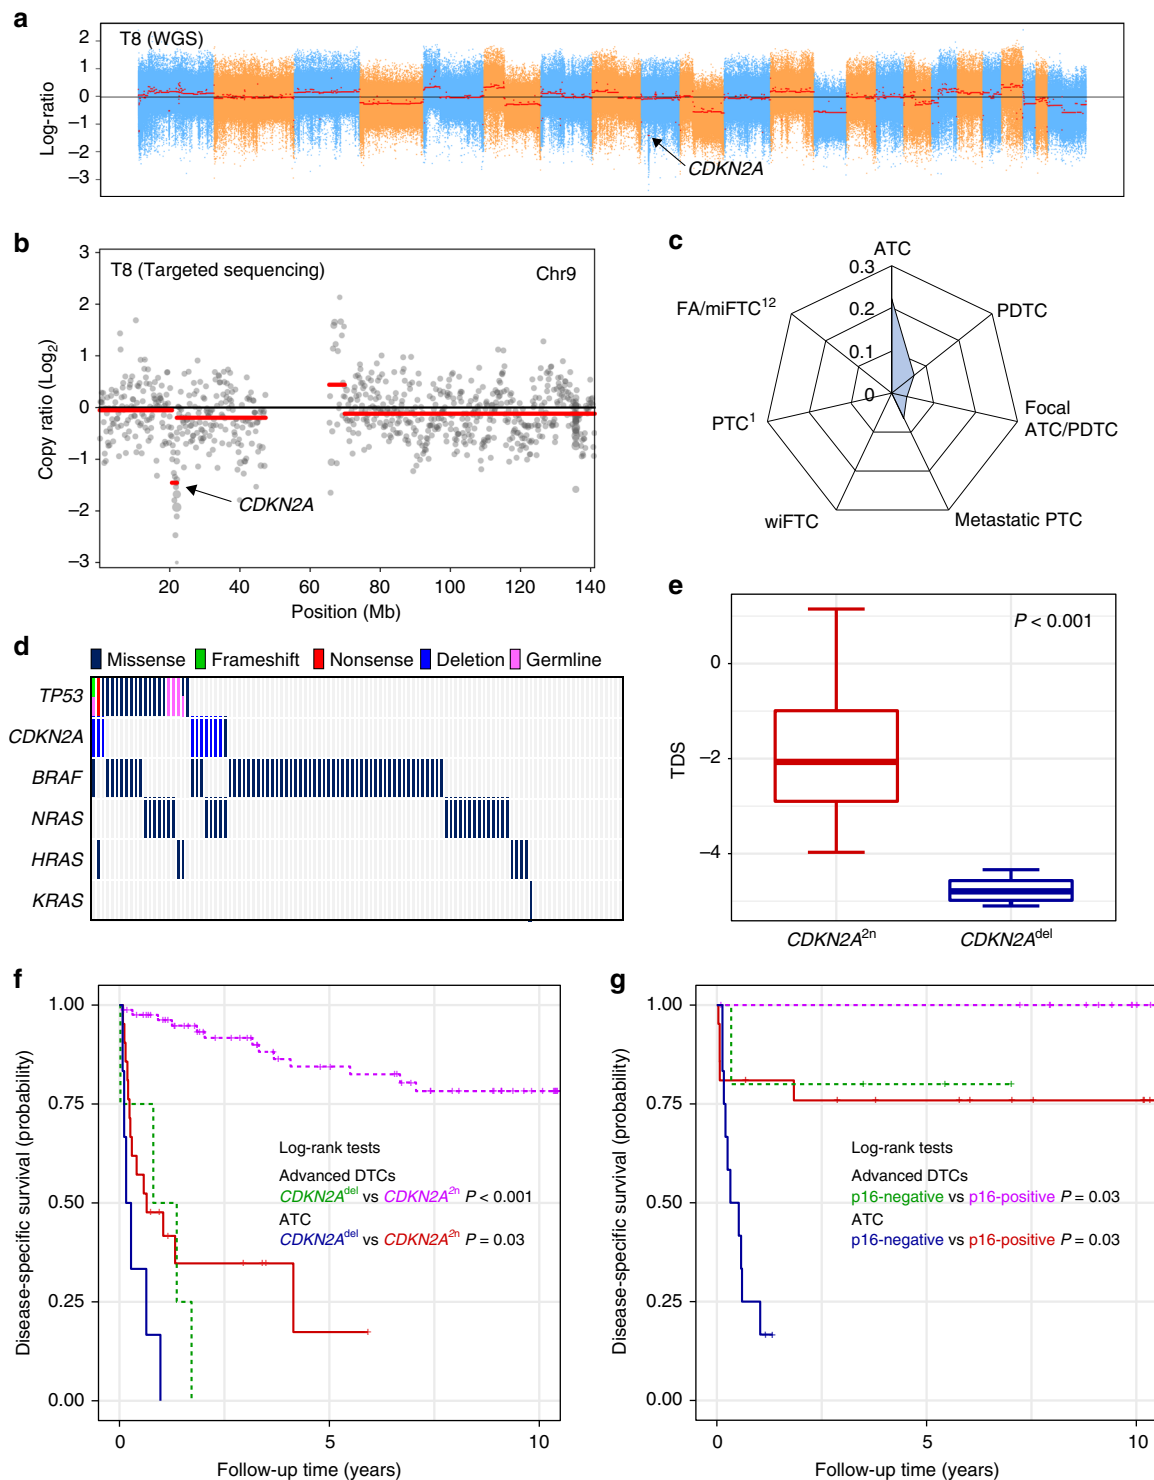 a
T8 (WGS)
Log-ratio
2
1
0
−1
−2
−3
CDKN2A
b
T8 (Targeted sequencing)
Chr9
Copy ratio (Log₂)
3
2
1
0
−1
−2
−3
CDKN2A
20
40
60
80
100
120
140
Position (Mb)
c
ATC
PDTC
Focal
ATC/PDTC
Metastatic PTC
wiFTC
PTC¹
FA/miFTC¹²
0.3
0.2
0.1
0
d
Missense
Frameshift
Nonsense
Deletion
Germline
TP53
CDKN2A
BRAF
NRAS
HRAS
KRAS
e
P < 0.001
TDS
0
−2
−4
CDKN2A²ⁿ
CDKN2Aᵈᵉˡ
f
Disease-specific survival (probability)
1.00
0.75
0.50
0.25
0.00
Log-rank tests
Advanced DTCs
CDKN2Aᵈᵉˡ vs CDKN2A²ⁿ P < 0.001
ATC
CDKN2Aᵈᵉˡ vs CDKN2A²ⁿ P = 0.03
0
5
10
Follow-up time (years)
g
Disease-specific survival (probability)
1.00
0.75
0.50
0.25
0.00
Log-rank tests
Advanced DTCs
p16-negative vs p16-positive P = 0.03
ATC
p16-negative vs p16-positive P = 0.03
0
5
10
Follow-up time (years)